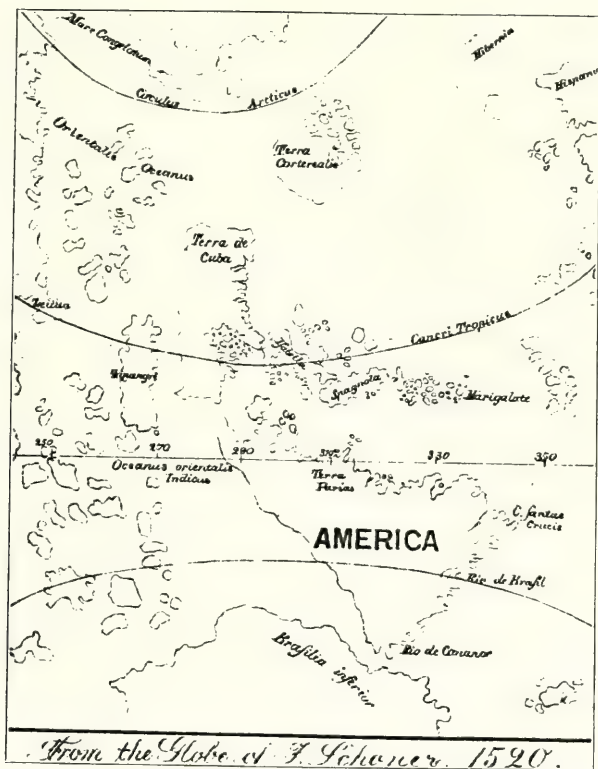 Mare Congelatum
Hibernia
Circulus Arcticus
Hispania
Orientalis
Oceanus
Terra
Corterealis
Terra de
Cuba
Cancri Tropicus
Zipangri
Spagnola
Marigalote
250 270 290 330 350
Oceanus orientalis
Indicus
Terra
Parias
C. santus
Crucis
AMERICA
Rio de Brasil
Rio de Cananor
Brasilia inferior
From the Globe of J. Schoner. 1520.